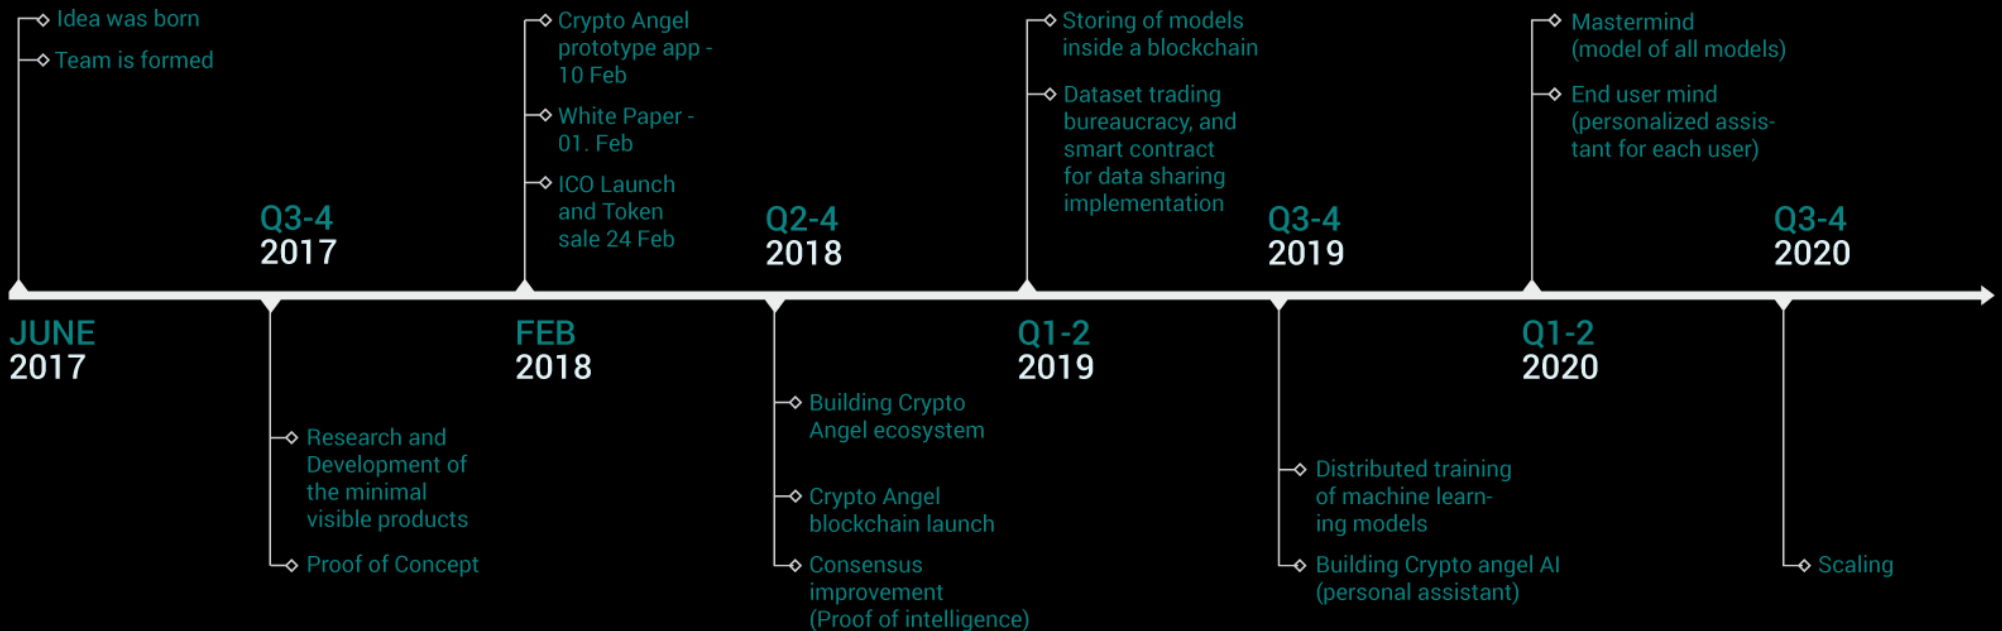 Idea was born
Team is formed
JUNE
2017
Q3-4
2017
Research and
Development of
the minimal
visible products
Proof of Concept
Crypto Angel
prototype app -
10 Feb
White Paper -
01. Feb
ICO Launch
and Token
sale 24 Feb
FEB
2018
Q2-4
2018
Building Crypto
Angel ecosystem
Crypto Angel
blockchain launch
Consensus
improvement
(Proof of intelligence)
Storing of models
inside a blockchain
Dataset trading
bureaucracy, and
smart contract
for data sharing
implementation
Q1-2
2019
Q3-4
2019
Distributed training
of machine learn-
ing models
Building Crypto angel AI
(personal assistant)
Mastermind
(model of all models)
End user mind
(personalized assis-
tant for each user)
Q1-2
2020
Q3-4
2020
Scaling